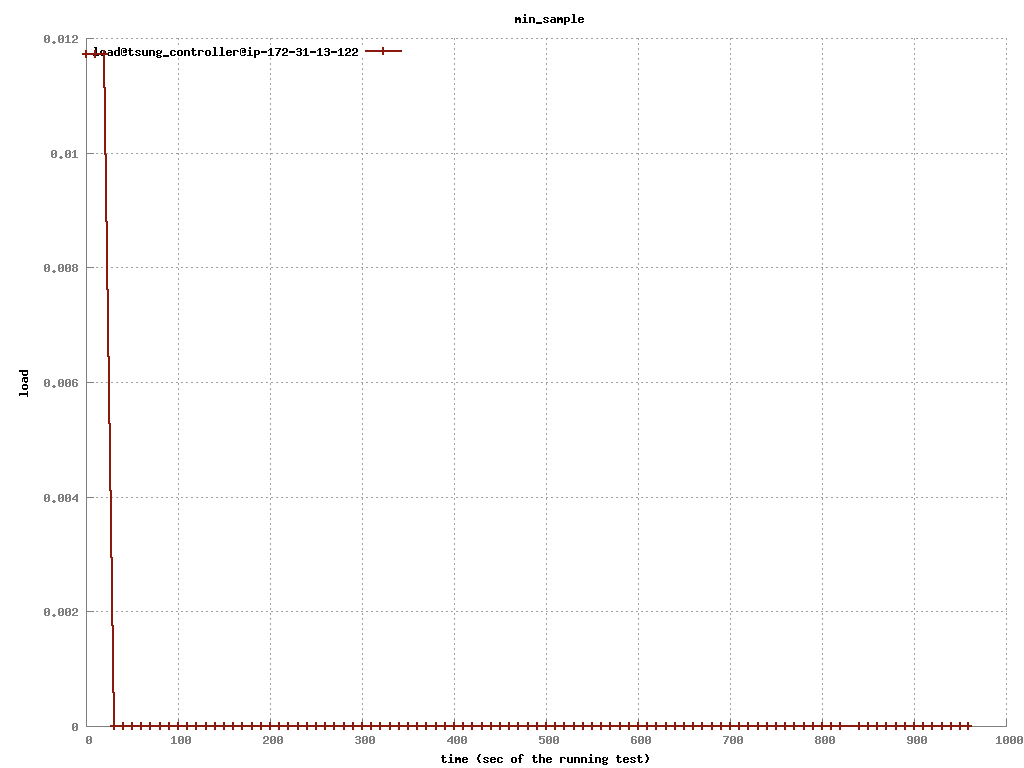 min_sample
0.012
load@tsung_controller@ip-172-31-13-122
0.01
0.008
0.006
load
0.004
0.002
0
0 100 200 300 400 500 600 700 800 900 1000
time (sec of the running test)